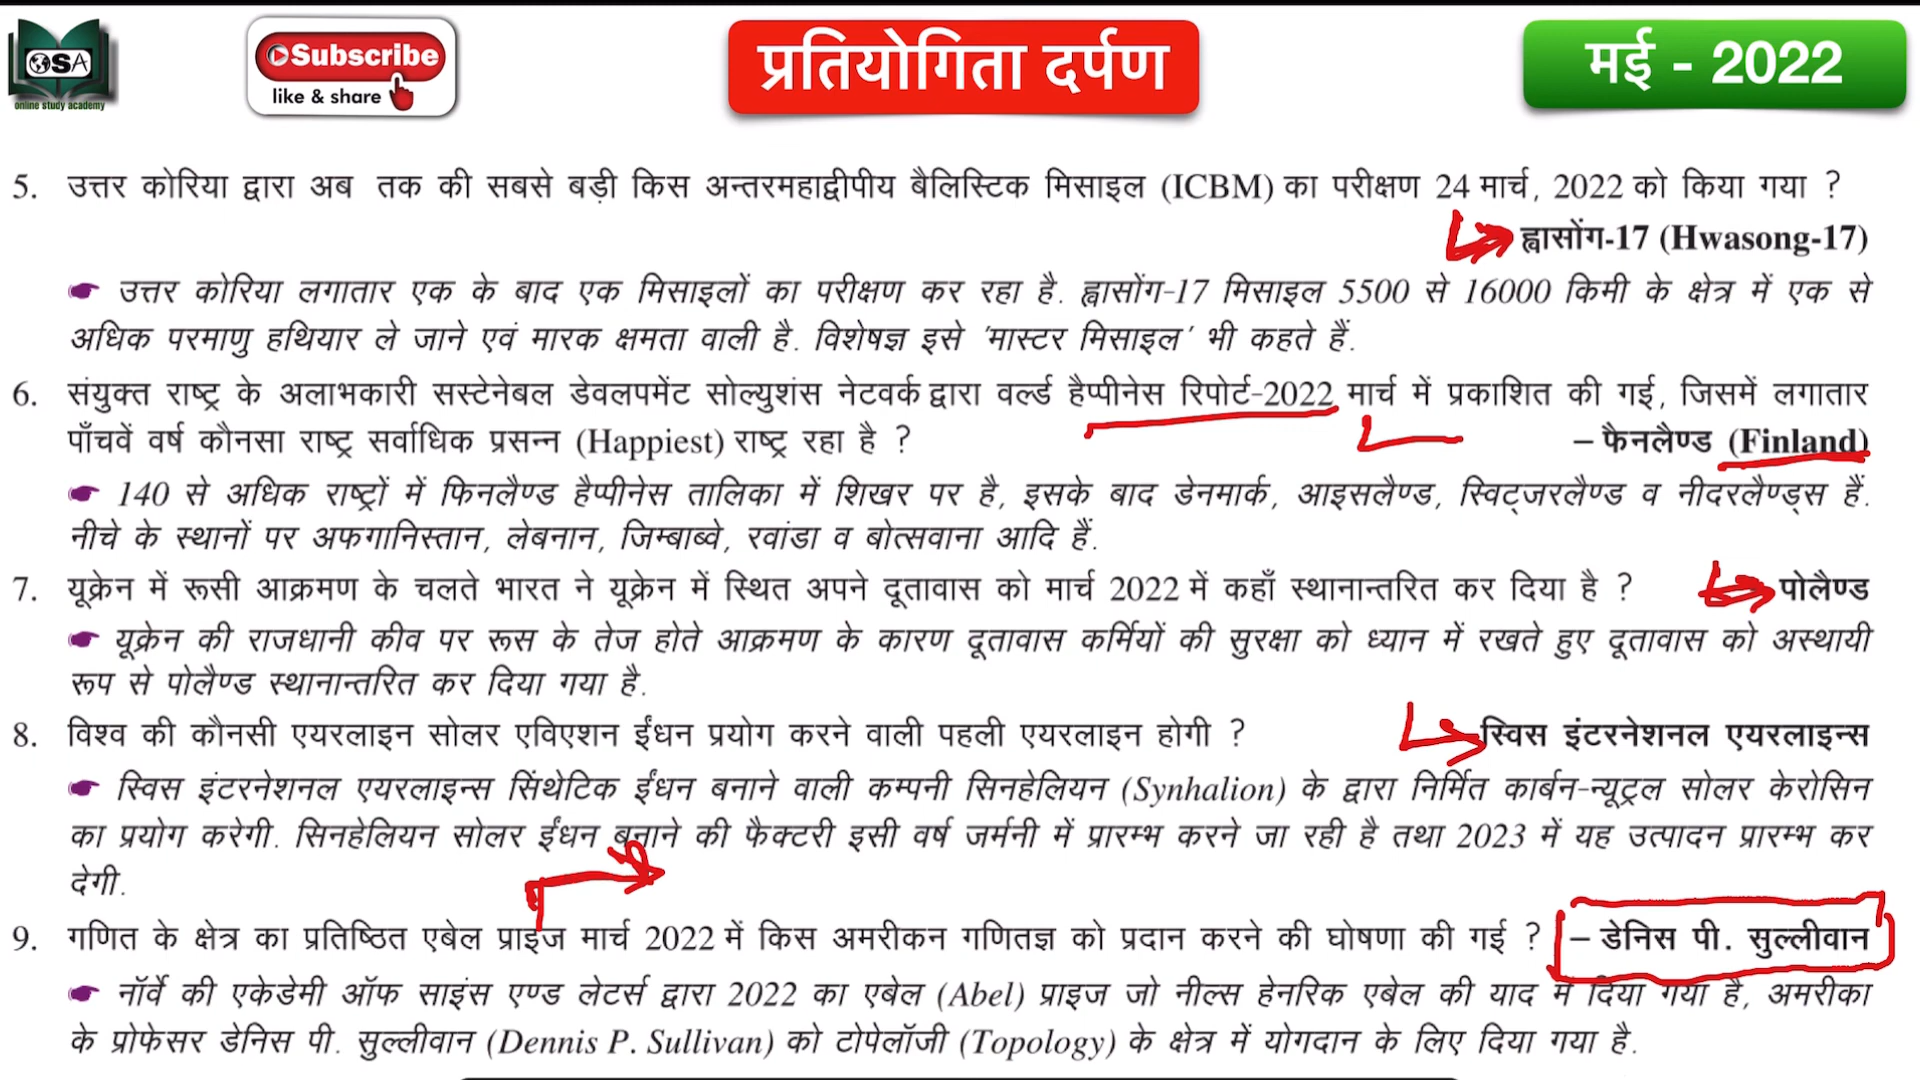 OSA
online study academy
Subscribe
like & share
प्रतियोगिता दर्पण
मई - 2022
5. उत्तर कोरिया द्वारा अब तक की सबसे बड़ी किस अन्तरमहाद्वीपीय बैलिस्टिक मिसाइल (ICBM) का परीक्षण 24 मार्च, 2022 को किया गया ?
ह्वासोंग-17 (Hwasong-17)
उत्तर कोरिया लगातार एक के बाद एक मिसाइलों का परीक्षण कर रहा है. ह्वासोंग-17 मिसाइल 5500 से 16000 किमी के क्षेत्र में एक से
अधिक परमाणु हथियार ले जाने एवं मारक क्षमता वाली है. विशेषज्ञ इसे 'मास्टर मिसाइल' भी कहते हैं.
6. संयुक्त राष्ट्र के अलाभकारी सस्टेनेबल डेवलपमेंट सोल्युशंस नेटवर्क द्वारा वर्ल्ड हैप्पीनेस रिपोर्ट-2022 मार्च में प्रकाशित की गई, जिसमें लगातार
पाँचवें वर्ष कौनसा राष्ट्र सर्वाधिक प्रसन्न (Happiest) राष्ट्र रहा है ? – फैनलैण्ड (Finland)
140 से अधिक राष्ट्रों में फिनलैण्ड हैप्पीनेस तालिका में शिखर पर है, इसके बाद डेनमार्क, आइसलैण्ड, स्विट्जरलैण्ड व नीदरलैण्ड्स हैं.
नीचे के स्थानों पर अफगानिस्तान, लेबनान, जिम्बाब्वे, रवांडा व बोत्सवाना आदि हैं.
7. यूक्रेन में रूसी आक्रमण के चलते भारत ने यूक्रेन में स्थित अपने दूतावास को मार्च 2022 में कहाँ स्थानान्तरित कर दिया है ? पोलैण्ड
यूक्रेन की राजधानी कीव पर रूस के तेज होते आक्रमण के कारण दूतावास कर्मियों की सुरक्षा को ध्यान में रखते हुए दूतावास को अस्थायी
रूप से पोलैण्ड स्थानान्तरित कर दिया गया है.
8. विश्व की कौनसी एयरलाइन सोलर एविएशन ईंधन प्रयोग करने वाली पहली एयरलाइन होगी ? स्विस इंटरनेशनल एयरलाइन्स
स्विस इंटरनेशनल एयरलाइन्स सिंथेटिक ईंधन बनाने वाली कम्पनी सिनहेलियन (Synhalion) के द्वारा निर्मित कार्बन-न्यूट्रल सोलर केरोसिन
का प्रयोग करेगी. सिनहेलियन सोलर ईंधन बनाने की फैक्टरी इसी वर्ष जर्मनी में प्रारम्भ करने जा रही है तथा 2023 में यह उत्पादन प्रारम्भ कर
देगी.
9. गणित के क्षेत्र का प्रतिष्ठित एबेल प्राइज मार्च 2022 में किस अमरीकन गणितज्ञ को प्रदान करने की घोषणा की गई ? – डेनिस पी. सुल्लीवान
नॉर्वे की एकेडेमी ऑफ साइंस एण्ड लेटर्स द्वारा 2022 का एबेल (Abel) प्राइज जो नील्स हेनरिक एबेल की याद में दिया गया है, अमरीका
के प्रोफेसर डेनिस पी. सुल्लीवान (Dennis P. Sullivan) को टोपेलॉजी (Topology) के क्षेत्र में योगदान के लिए दिया गया है.